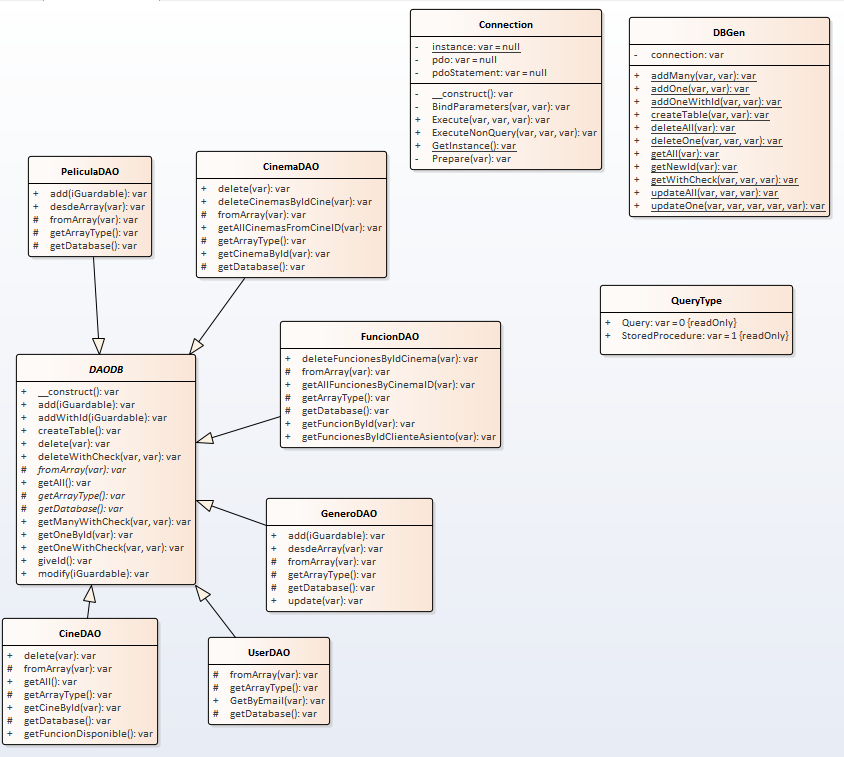 Connection
- instance: var = null
- pdo: var = null
- pdoStatement: var = null
- __construct(): var
- BindParameters(var, var): var
+ Execute(var, var, var): var
+ ExecuteNonQuery(var, var, var): var
+ GetInstance(): var
- Prepare(var): var
DBGen
- connection: var
+ addMany(var, var): var
+ addOne(var, var): var
+ addOneWithId(var, var): var
+ createTable(var, var): var
+ deleteAll(var): var
+ deleteOne(var, var, var): var
+ getAll(var): var
+ getNewId(var): var
+ getWithCheck(var, var, var): var
+ updateAll(var, var, var): var
+ updateOne(var, var, var, var, var): var
PeliculaDAO
+ add(iGuardable): var
+ desdeArray(var): var
# fromArray(var): var
# getArrayType(): var
# getDatabase(): var
CinemaDAO
+ delete(var): var
+ deleteCinemasByIdCine(var): var
# fromArray(var): var
+ getAllCinemasFromCineID(var): var
# getArrayType(): var
+ getCinemaById(var): var
# getDatabase(): var
QueryType
+ Query: var = 0 {readOnly}
+ StoredProcedure: var = 1 {readOnly}
FuncionDAO
+ deleteFuncionesByIdCinema(var): var
# fromArray(var): var
+ getAllFuncionesByCinemaID(var): var
# getArrayType(): var
# getDatabase(): var
+ getFuncionById(var): var
+ getFuncionesByIdClienteAsiento(var): var
DAODB
+ __construct(): var
+ add(iGuardable): var
+ addWithId(iGuardable): var
+ createTable(): var
+ delete(var): var
+ deleteWithCheck(var, var): var
# fromArray(var): var
+ getAll(): var
# getArrayType(): var
# getDatabase(): var
+ getManyWithCheck(var, var): var
+ getOneById(var): var
+ getOneWithCheck(var, var): var
+ giveId(): var
+ modify(iGuardable): var
GeneroDAO
+ add(iGuardable): var
+ desdeArray(var): var
# fromArray(var): var
# getArrayType(): var
# getDatabase(): var
+ update(var): var
CineDAO
+ delete(var): var
# fromArray(var): var
+ getAll(): var
# getArrayType(): var
+ getCineById(var): var
# getDatabase(): var
+ getFuncionDisponible(): var
UserDAO
# fromArray(var): var
# getArrayType(): var
+ GetByEmail(var): var
# getDatabase(): var